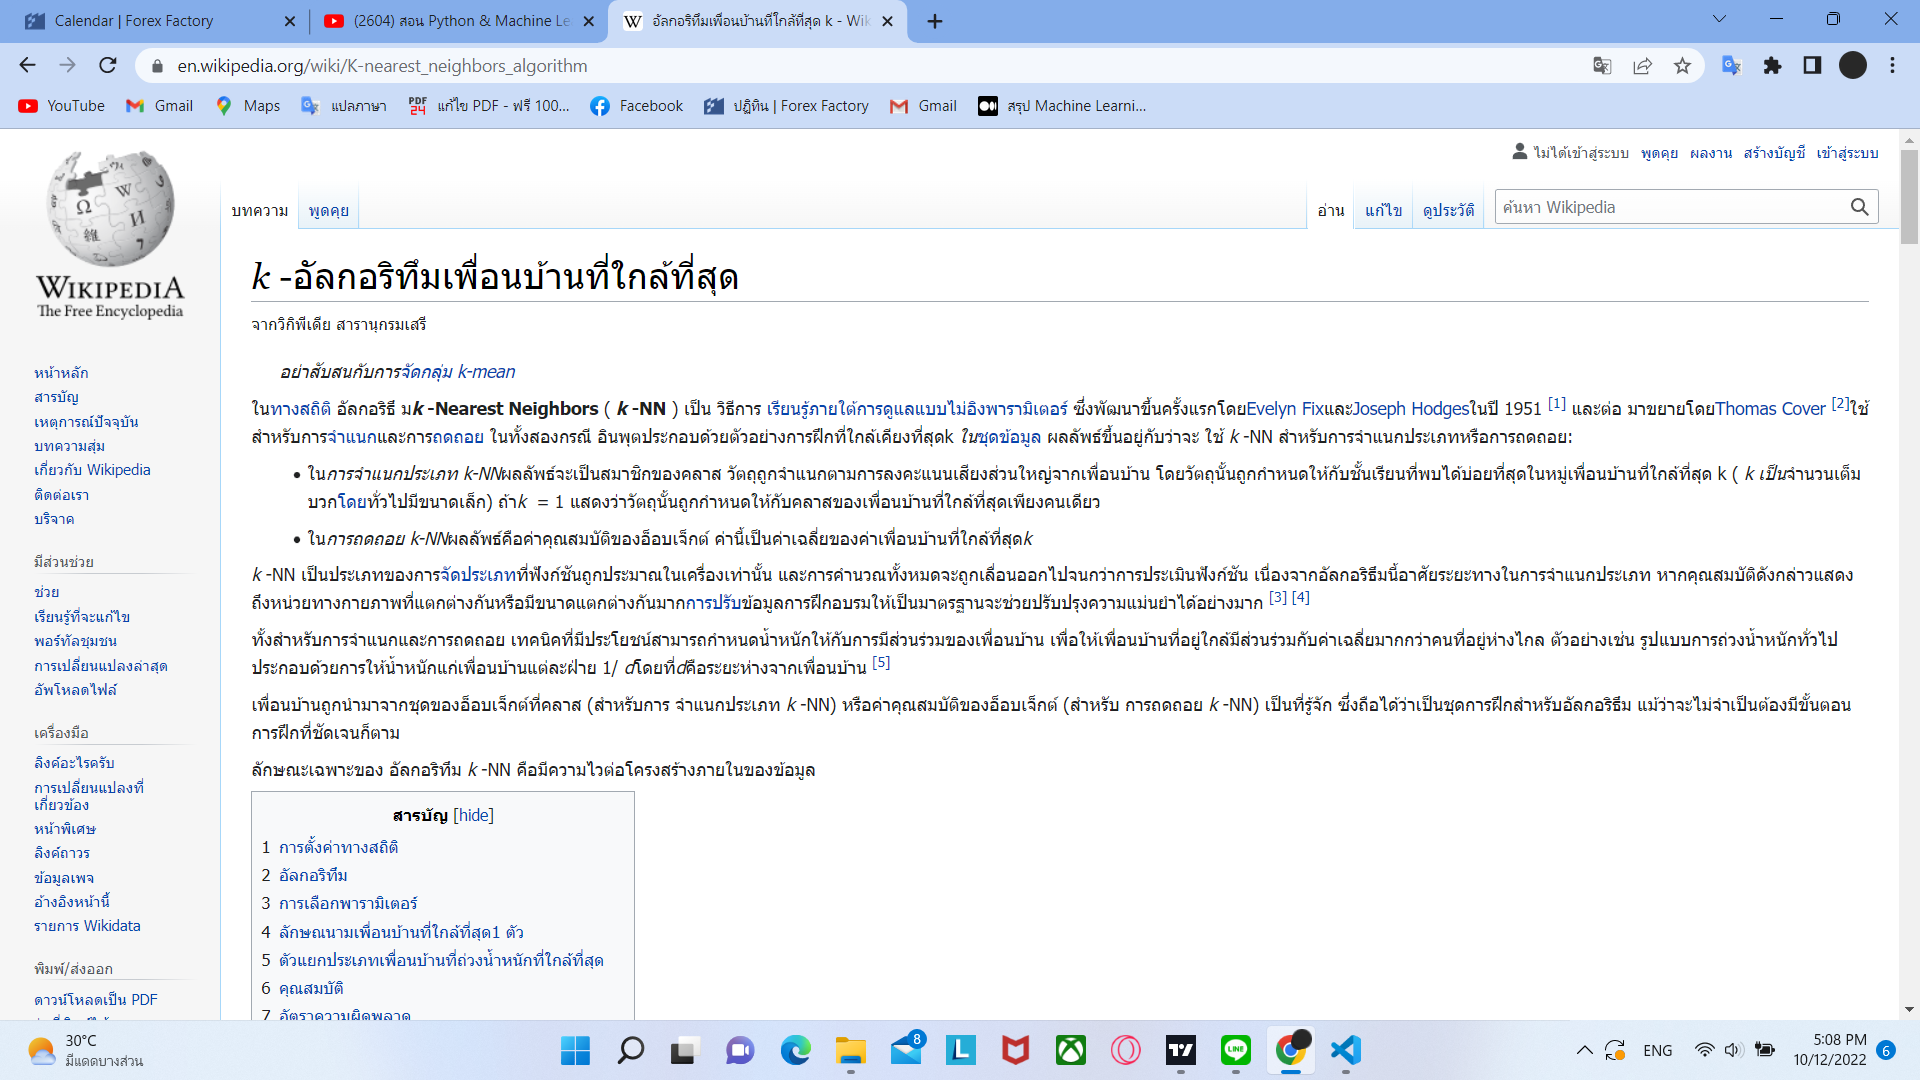 Calendar | Forex Factory
(2604) สอน Python & Machine Le
อัลกอริทึมเพื่อนบ้านที่ใกล้ที่สุด k - Wik
en.wikipedia.org/wiki/K-nearest_neighbors_algorithm
YouTube Gmail Maps แปลภาษา แก้ไข PDF - ฟรี 100... Facebook ปฏิทิน | Forex Factory Gmail สรุป Machine Learni...
ไม่ได้เข้าสู่ระบบ พูดคุย ผลงาน สร้างบัญชี เข้าสู่ระบบ
บทความ พูดคุย อ่าน แก้ไข ดูประวัติ ค้นหา Wikipedia
WIKIPEDIA
The Free Encyclopedia
หน้าหลัก
สารบัญ
เหตุการณ์ปัจจุบัน
บทความสุ่ม
เกี่ยวกับ Wikipedia
ติดต่อเรา
บริจาค
มีส่วนช่วย
ช่วย
เรียนรู้ที่จะแก้ไข
พอร์ทัลชุมชน
การเปลี่ยนแปลงล่าสุด
อัพโหลดไฟล์
เครื่องมือ
ลิงค์อะไรครับ
การเปลี่ยนแปลงที่
เกี่ยวข้อง
หน้าพิเศษ
ลิงค์ถาวร
ข้อมูลเพจ
อ้างอิงหน้านี้
รายการ Wikidata
พิมพ์/ส่งออก
ดาวน์โหลดเป็น PDF
k -อัลกอริทึมเพื่อนบ้านที่ใกล้ที่สุด
จากวิกิพีเดีย สารานุกรมเสรี
อย่าสับสนกับการจัดกลุ่ม k-mean
ในทางสถิติ อัลกอริธี มk -Nearest Neighbors ( k -NN ) เป็น วิธีการ เรียนรู้ภายใต้การดูแลแบบไม่อิงพารามิเตอร์ ซึ่งพัฒนาขึ้นครั้งแรกโดยEvelyn FixและJoseph Hodgesในปี 1951 [1] และต่อ มาขยายโดยThomas Cover [2]ใช้
สำหรับการจำแนกและการถดถอย ในทั้งสองกรณี อินพุตประกอบด้วยตัวอย่างการฝึกที่ใกล้เคียงที่สุดk ในชุดข้อมูล ผลลัพธ์ขึ้นอยู่กับว่าจะ ใช้ k -NN สำหรับการจำแนกประเภทหรือการถดถอย:
• ในการจำแนกประเภท k-NNผลลัพธ์จะเป็นสมาชิกของคลาส วัตถุถูกจำแนกตามการลงคะแนนเสียงส่วนใหญ่จากเพื่อนบ้าน โดยวัตถุนั้นถูกกำหนดให้กับชั้นเรียนที่พบได้บ่อยที่สุดในหมู่เพื่อนบ้านที่ใกล้ที่สุด k ( k เป็นจำนวนเต็ม
บวกโดยทั่วไปมีขนาดเล็ก) ถ้าk = 1 แสดงว่าวัตถุนั้นถูกกำหนดให้กับคลาสของเพื่อนบ้านที่ใกล้ที่สุดเพียงคนเดียว
• ในการถดถอย k-NNผลลัพธ์คือค่าคุณสมบัติของอ็อบเจ็กต์ ค่านี้เป็นค่าเฉลี่ยของค่าเพื่อนบ้านที่ใกล้ที่สุดk
k -NN เป็นประเภทของการจัดประเภทที่ฟังก์ชันถูกประมาณในเครื่องเท่านั้น และการคำนวณทั้งหมดจะถูกเลื่อนออกไปจนกว่าการประเมินฟังก์ชัน เนื่องจากอัลกอริธึมนี้อาศัยระยะทางในการจำแนกประเภท หากคุณสมบัติดังกล่าวแสดง
ถึงหน่วยทางกายภาพที่แตกต่างกันหรือมีขนาดแตกต่างกันมากการปรับข้อมูลการฝึกอบรมให้เป็นมาตรฐานจะช่วยปรับปรุงความแม่นยำได้อย่างมาก [3] [4]
ทั้งสำหรับการจำแนกและการถดถอย เทคนิคที่มีประโยชน์สามารถกำหนดน้ำหนักให้กับการมีส่วนร่วมของเพื่อนบ้าน เพื่อให้เพื่อนบ้านที่อยู่ใกล้มีส่วนร่วมกับค่าเฉลี่ยมากกว่าคนที่อยู่ห่างไกล ตัวอย่างเช่น รูปแบบการถ่วงน้ำหนักทั่วไป
ประกอบด้วยการให้น้ำหนักแก่เพื่อนบ้านแต่ละฝ่าย 1/ dโดยที่dคือระยะห่างจากเพื่อนบ้าน [5]
เพื่อนบ้านถูกนำมาจากชุดของอ็อบเจ็กต์ที่คลาส (สำหรับการ จำแนกประเภท k -NN) หรือค่าคุณสมบัติของอ็อบเจ็กต์ (สำหรับ การถดถอย k -NN) เป็นที่รู้จัก ซึ่งถือได้ว่าเป็นชุดการฝึกสำหรับอัลกอริธึม แม้ว่าจะไม่จำเป็นต้องมีขั้นตอน
การฝึกที่ชัดเจนก็ตาม
ลักษณะเฉพาะของ อัลกอริทึม k -NN คือมีความไวต่อโครงสร้างภายในของข้อมูล
สารบัญ [hide]
1 การตั้งค่าทางสถิติ
2 อัลกอริทึม
3 การเลือกพารามิเตอร์
4 ลักษณนามเพื่อนบ้านที่ใกล้ที่สุด1 ตัว
5 ตัวแยกประเภทเพื่อนบ้านที่ถ่วงน้ำหนักที่ใกล้ที่สุด
6 คุณสมบัติ
7 อัตราความผิดพลาด
30°C
มีแดดบางส่วน
8
ENG
5:08 PM
10/12/2022
6